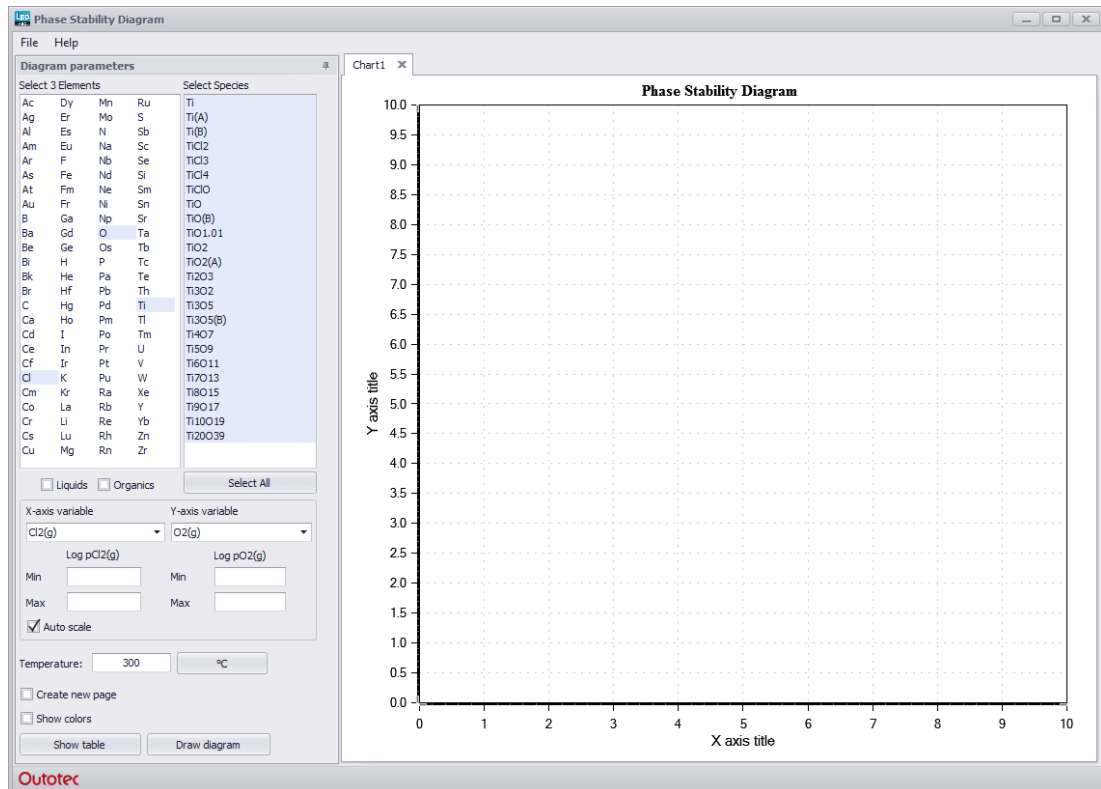 Phase Stability Diagram
File Help
Diagram parameters
Select 3 Elements Select Species
Ac Dy Mn Ru Ti
Ag Er Mo S Ti(A)
Al Es N Sb Ti(B)
Am Eu Na Sc TiCl2
Ar F Nb Se TiCl3
As Fe Nd Si TiCl4
At Fm Ne Sm TiClO
Au Fr Ni Sn TiO
B Ga Np Sr TiO(B)
Ba Gd O Ta TiO1.01
Be Ge Os Tb TiO2
Bi H P Tc TiO2(A)
Bk He Pa Te Ti2O3
Br Hf Pb Th Ti3O2
C Hg Pd Ti Ti3O5
Ca Ho Pm Tl Ti3O5(B)
Cd I Po Tm Ti4O7
Ce In Pr U Ti5O9
Cf Ir Pt V Ti6O11
Cl K Pu W Ti7O13
Cm Kr Ra Xe Ti8O15
Co La Rb Y Ti9O17
Cr Li Re Yb Ti10O19
Cs Lu Rh Zn Ti20O39
Cu Mg Rn Zr
Liquids Organics Select All
X-axis variable Y-axis variable
Cl2(g) O2(g)
Log pCl2(g) Log pO2(g)
Min Min
Max Max
Auto scale
Temperature: 300 ºC
Create new page
Show colors
Show table Draw diagram
Outotec
Chart1
Phase Stability Diagram
10.0
9.5
9.0
8.5
8.0
7.5
7.0
6.5
6.0
5.5
5.0
4.5
4.0
3.5
3.0
2.5
2.0
1.5
1.0
0.5
0.0
Y axis title
0 1 2 3 4 5 6 7 8 9 10
X axis title